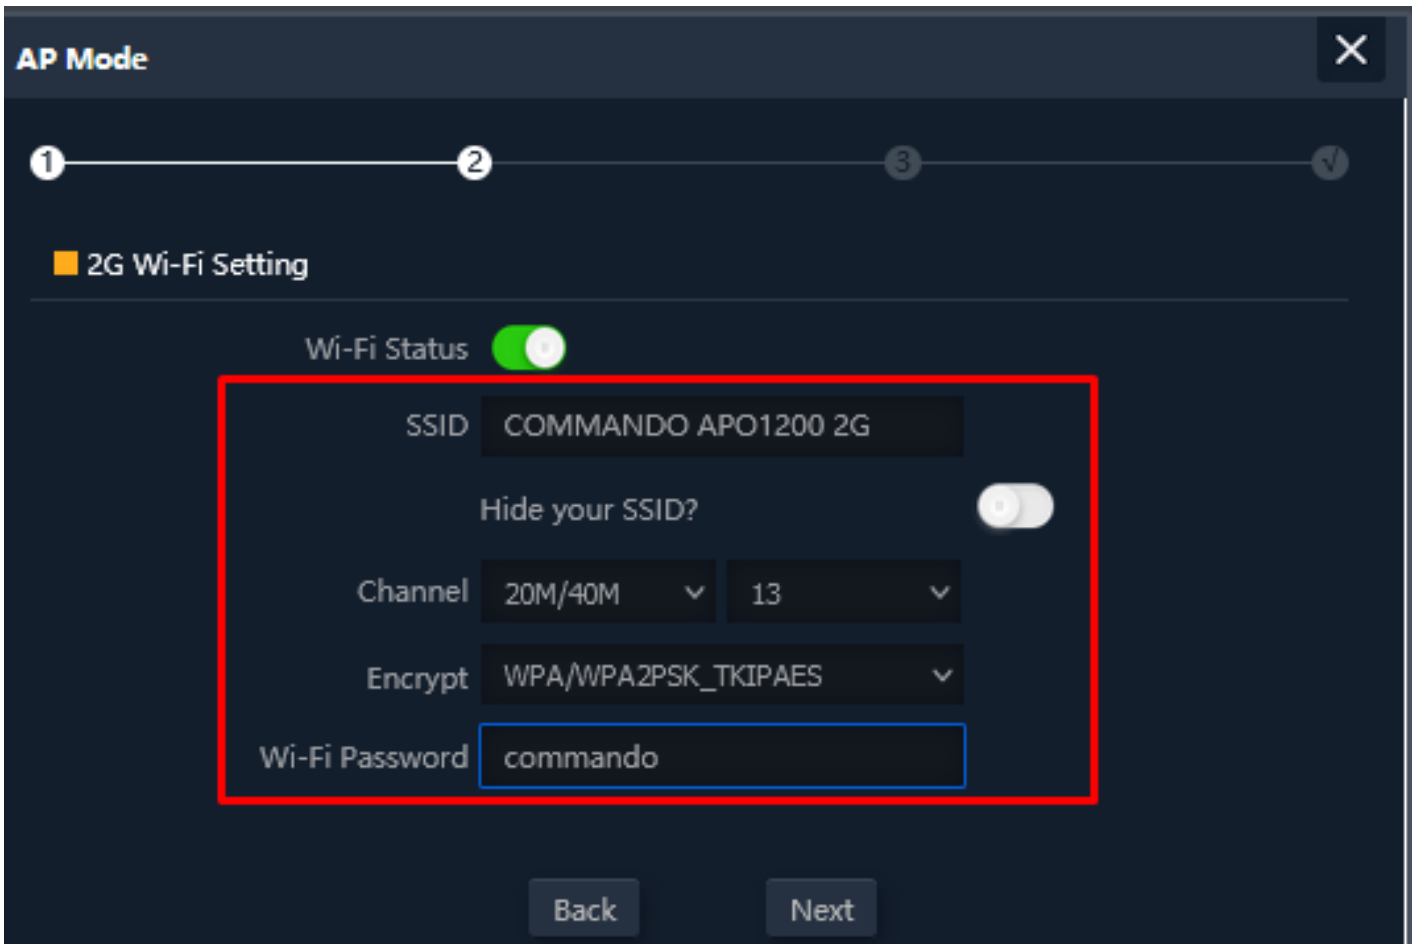 AP Mode
1 2 3 √
2G Wi-Fi Setting
Wi-Fi Status
SSID COMMANDO APO1200 2G
Hide your SSID?
Channel 20M/40M 13
Encrypt WPA/WPA2PSK_TKIPAES
Wi-Fi Password commando
Back Next